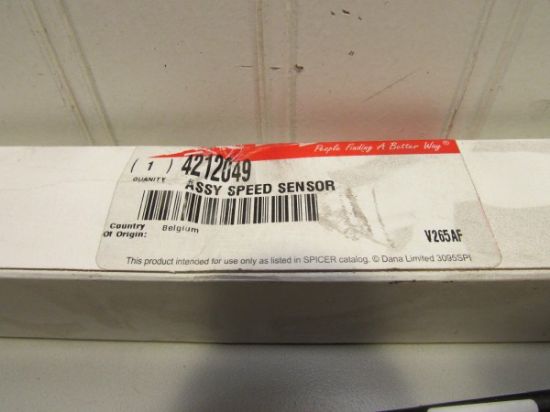 People Finding A Better Way®
( 1 ) 4212049
QUANITY
ASSY SPEED SENSOR
Country Of Origin: Belgium
V265AF
This product intended for use only as listed in SPICER catalog. © Dana Limited 3095SPI